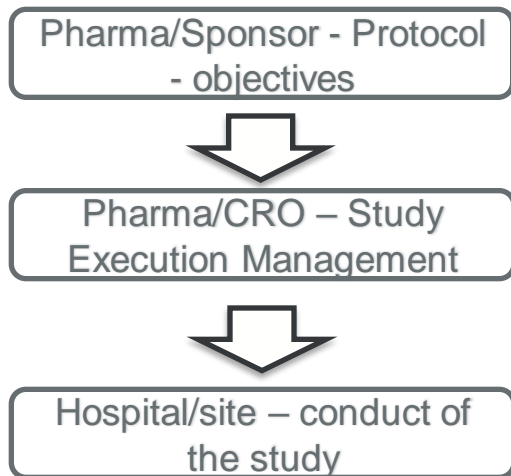 Pharma/Sponsor - Protocol
- objectives
Pharma/CRO – Study
Execution Management
Hospital/site – conduct of
the study